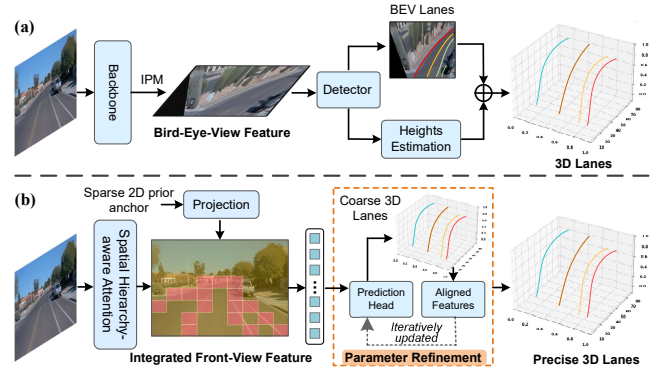 (a)
BEV Lanes
Backbone
IPM
Bird-Eye-View Feature
Detector
Heights
Estimation
3D Lanes
(b)
Sparse 2D prior
anchor
Projection
Spatial Hierarchy-
aware Attention
Integrated Front-View Feature
Coarse 3D
Lanes
Prediction
Head
Aligned
Features
Iteratively
updated
Parameter Refinement
Precise 3D Lanes